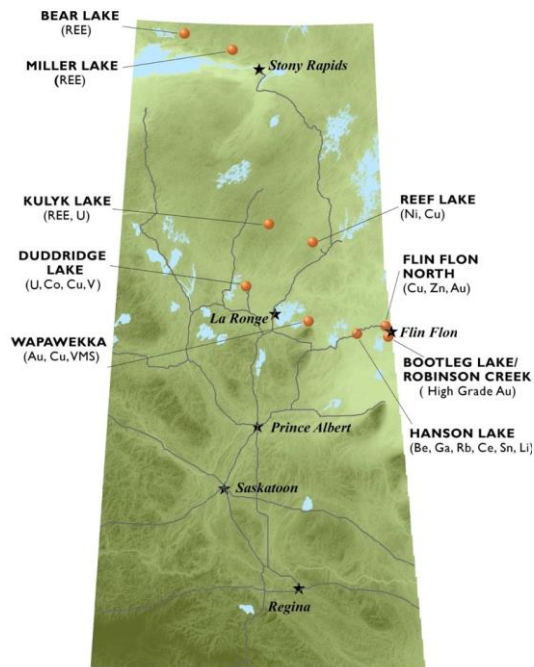 BEAR LAKE
(REE)
MILLER LAKE
(REE)
Stony Rapids
KULYK LAKE
(REE, U)
REEF LAKE
(Ni, Cu)
DUDDRIDGE
LAKE
(U, Co, Cu, V)
FLIN FLON
NORTH
(Cu, Zn, Au)
La Ronge
Flin Flon
WAPAWEKKA
(Au, Cu, VMS)
BOOTLEG LAKE/
ROBINSON CREEK
( High Grade Au)
HANSON LAKE
(Be, Ga, Rb, Ce, Sn, Li)
Prince Albert
Saskatoon
Regina